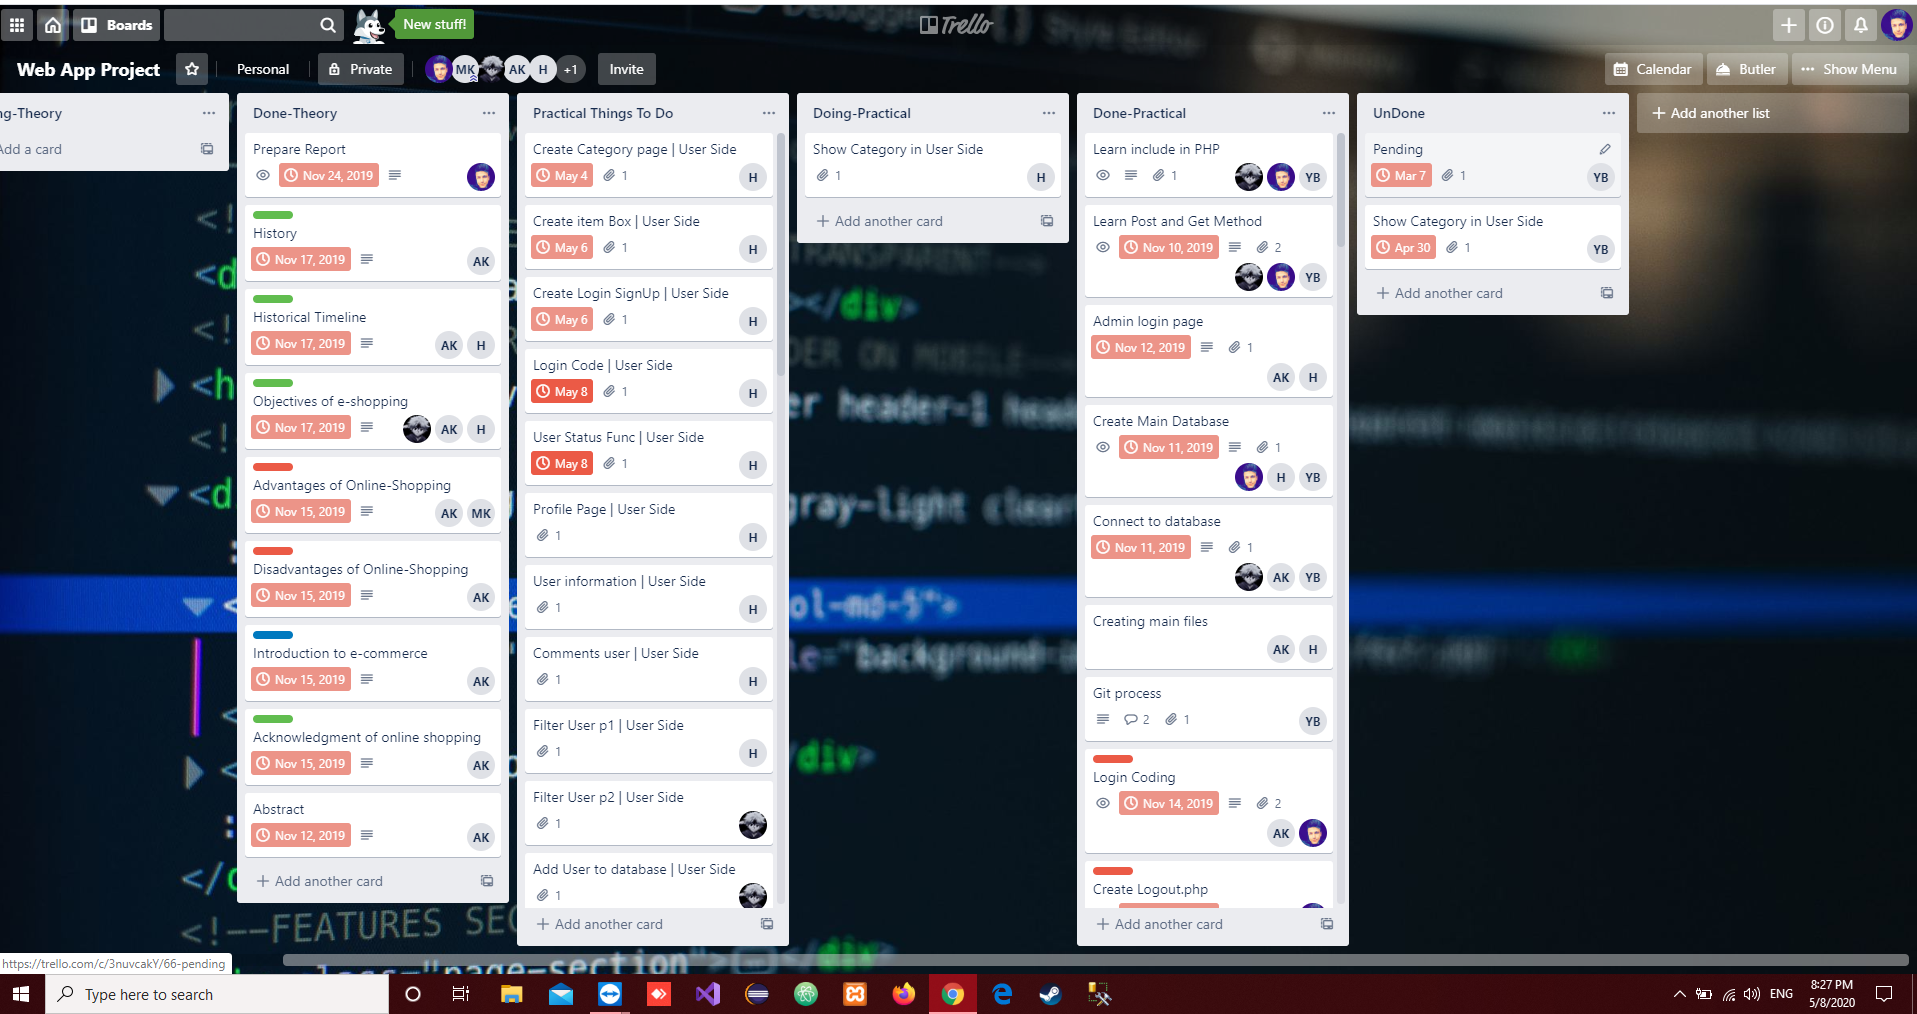 Boards
New stuff!
Trello
Web App Project
Personal
Private
MK
AK
H
+1
Invite
Calendar
Butler
Show Menu
ng-Theory
Add a card
Done-Theory
Prepare Report
Nov 24, 2019
History
Nov 17, 2019
AK
Historical Timeline
Nov 17, 2019
AK H
Objectives of e-shopping
Nov 17, 2019
AK H
Advantages of Online-Shopping
Nov 15, 2019
AK MK
Disadvantages of Online-Shopping
Nov 15, 2019
AK
Introduction to e-commerce
Nov 15, 2019
AK
Acknowledgment of online shopping
Nov 15, 2019
AK
Abstract
Nov 12, 2019
AK
+ Add another card
Practical Things To Do
Create Category page | User Side
May 4 1
H
Create item Box | User Side
May 6 1
H
Create Login SignUp | User Side
May 6 1
H
Login Code | User Side
May 8 1
H
User Status Func | User Side
May 8 1
H
Profile Page | User Side
1
H
User information | User Side
1
H
Comments user | User Side
1
H
Filter User p1 | User Side
1
H
Filter User p2 | User Side
1
Add User to database | User Side
1
+ Add another card
Doing-Practical
Show Category in User Side
1
H
+ Add another card
Done-Practical
Learn include in PHP
1
YB
Learn Post and Get Method
Nov 10, 2019 2
YB
Admin login page
Nov 12, 2019 1
AK H
Create Main Database
Nov 11, 2019 1
H YB
Connect to database
Nov 11, 2019 1
AK YB
Creating main files
AK H
Git process
2 1
YB
Login Coding
Nov 14, 2019 2
AK
Create Logout.php
+ Add another card
UnDone
Pending
Mar 7 1
YB
Show Category in User Side
Apr 30 1
YB
+ Add another card
+ Add another list
<!--FEATURES SEC
"page-section">
https://trello.com/c/3nuvcakY/66-pending
Type here to search
ENG
8:27 PM
5/8/2020